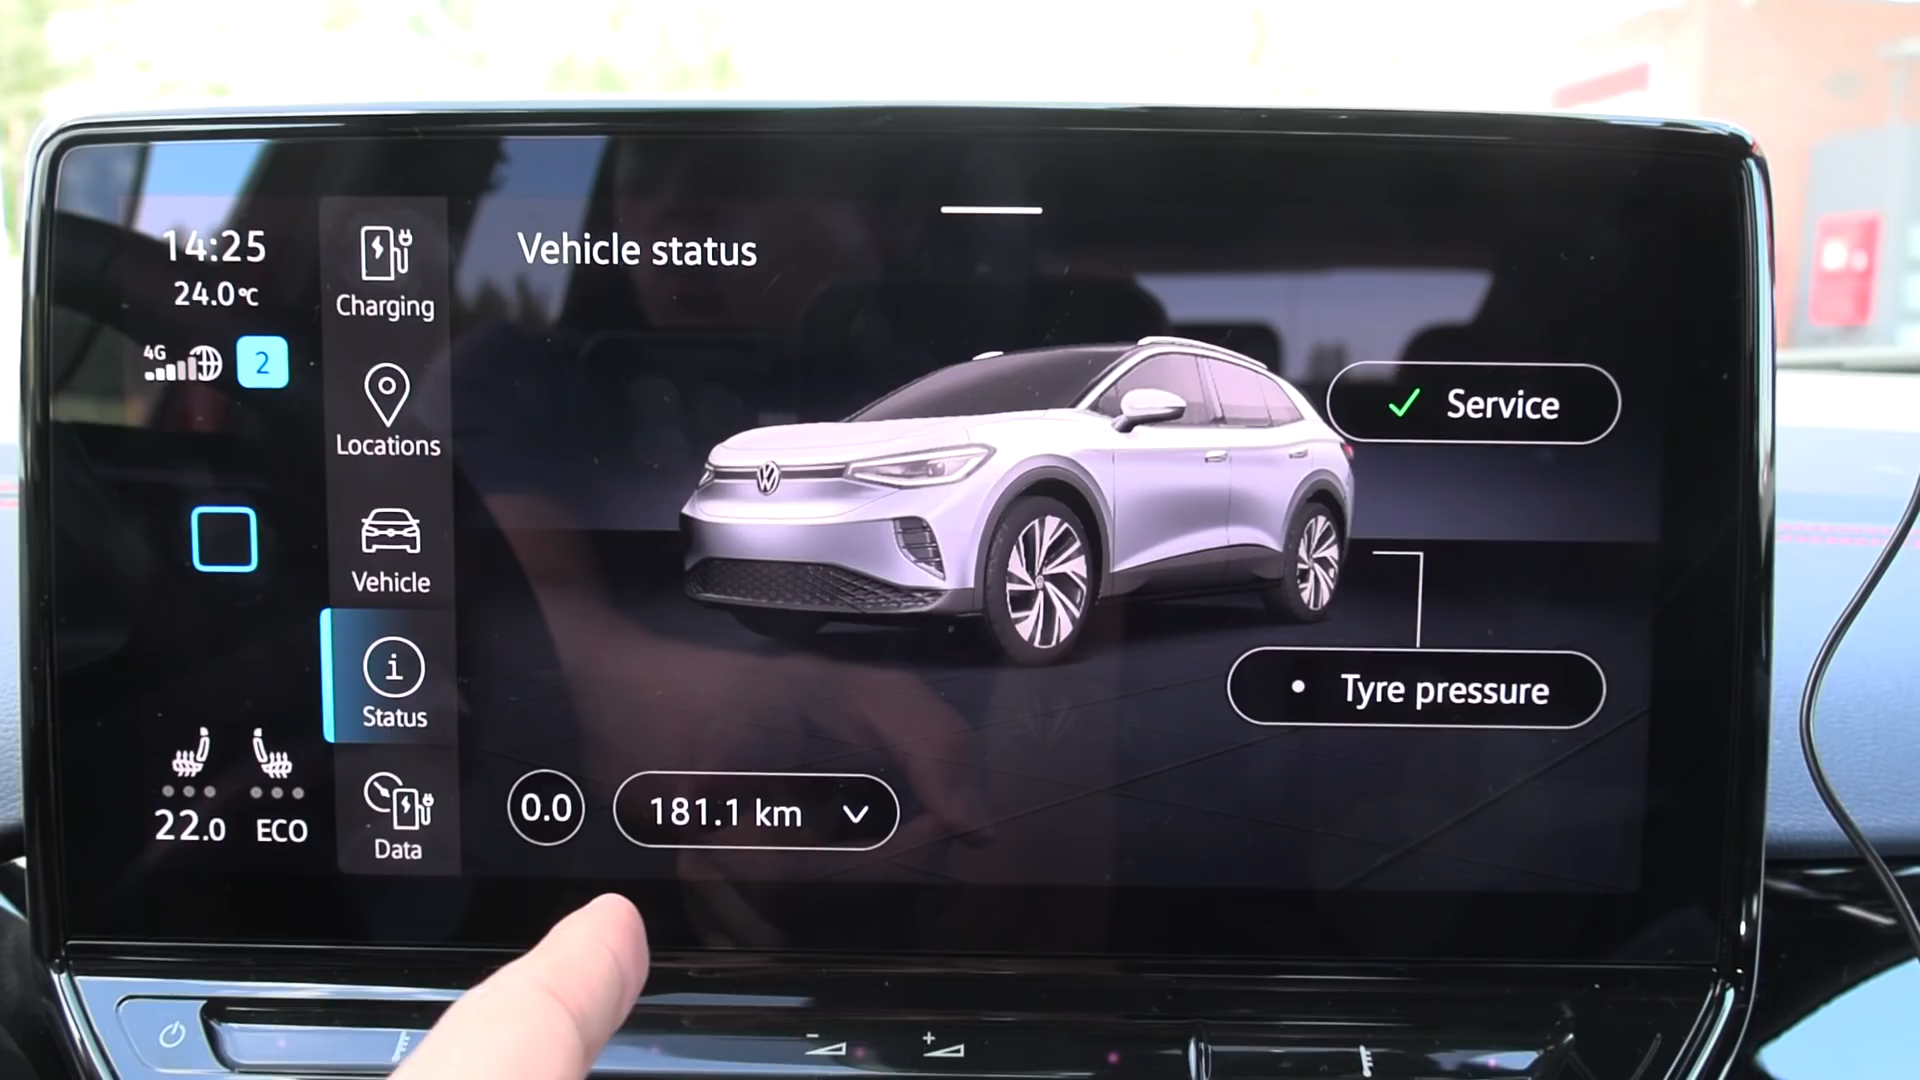 14:25
24.0°C
4G
2
22.0
ECO
Charging
Locations
Vehicle
Status
Data
Vehicle status
Service
Tyre pressure
0.0
181.1 km